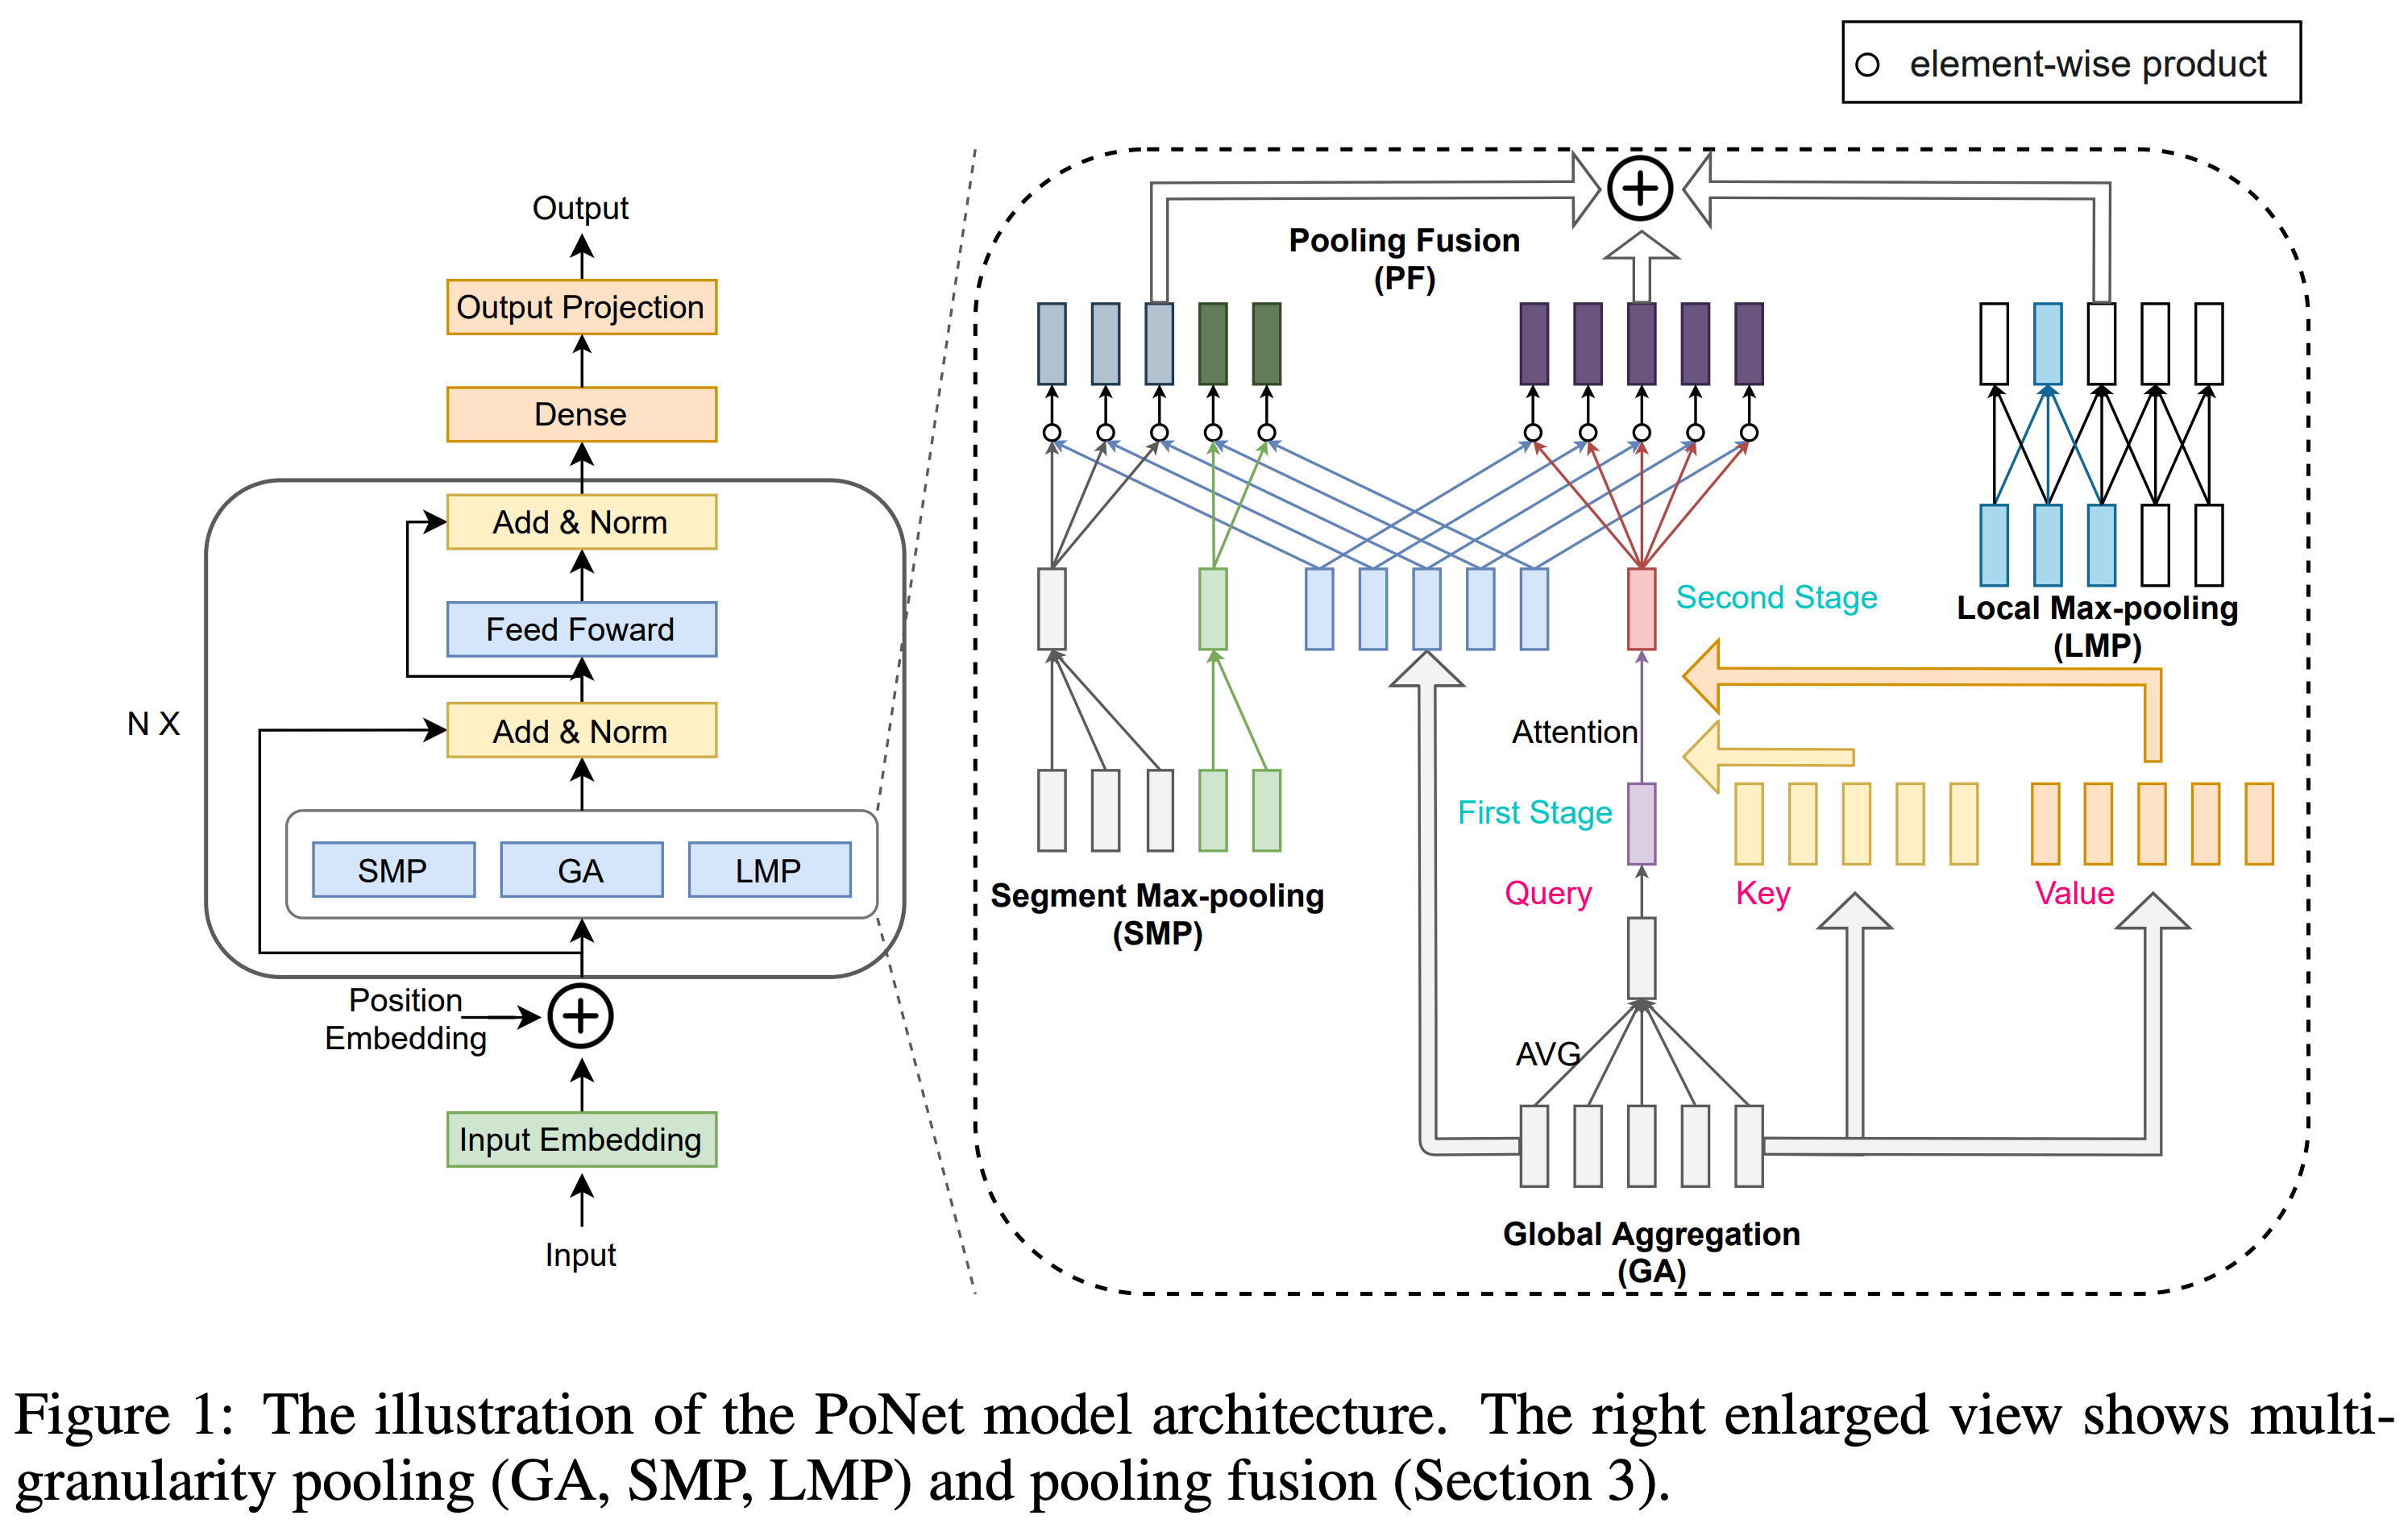 element-wise product
Output
Output Projection
Dense
Add & Norm
Feed Foward
Add & Norm
N X
SMP
GA
LMP
Position
Embedding
Input Embedding
Input
Pooling Fusion
(PF)
Second Stage
Local Max-pooling
(LMP)
Attention
First Stage
Segment Max-pooling
(SMP)
Query
Key
Value
AVG
Global Aggregation
(GA)
Figure 1: The illustration of the PoNet model architecture. The right enlarged view shows multi-
granularity pooling (GA, SMP, LMP) and pooling fusion (Section 3).